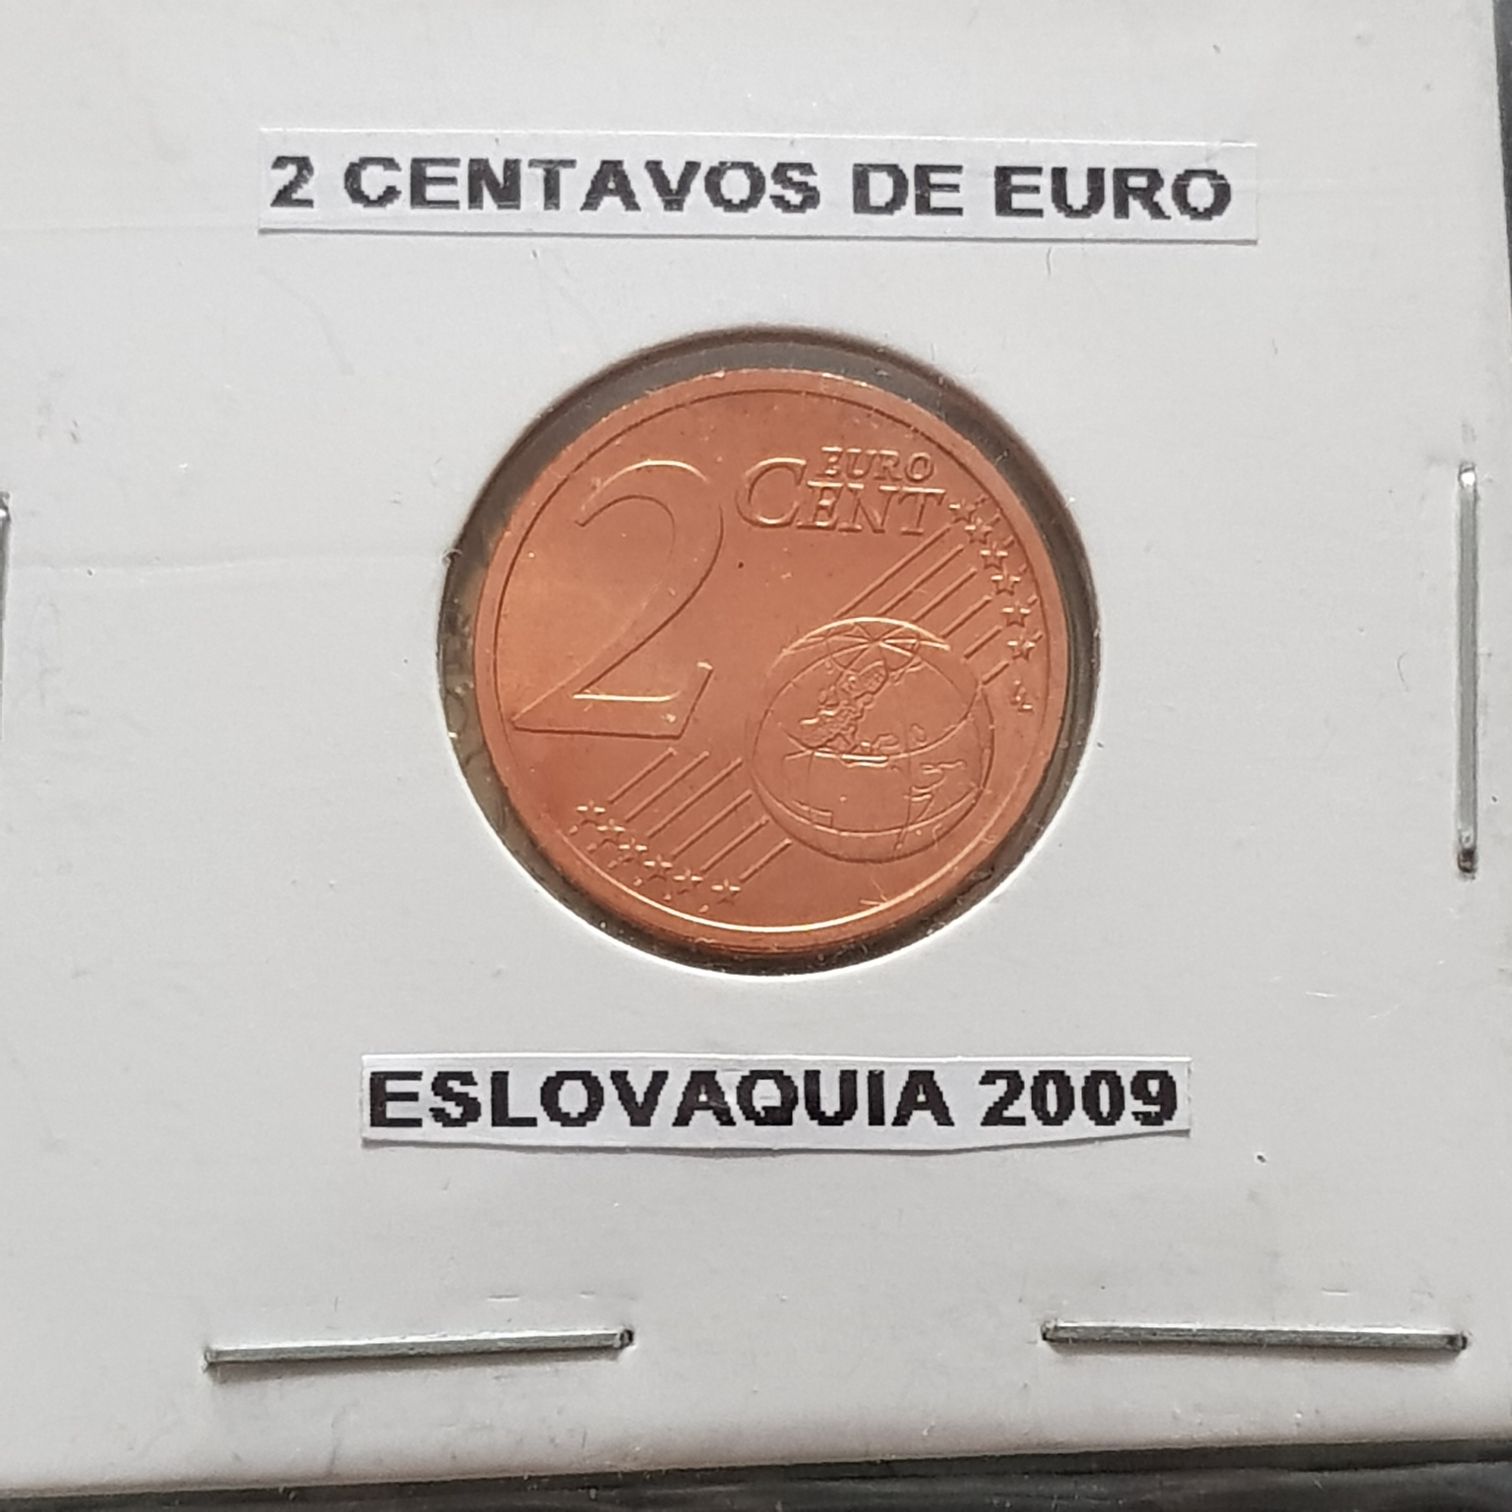 2 CENTAVOS DE EURO
2 EURO
CENT
ESLOVAQUIA 2009